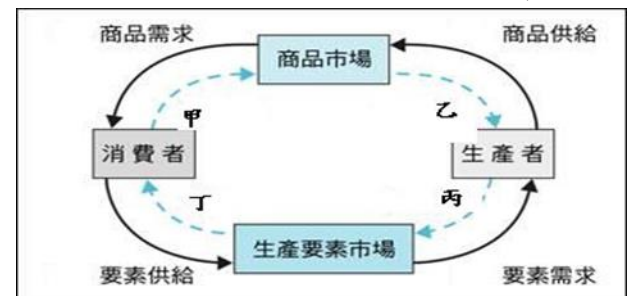 商品需求
商品市場
商品供給
甲
乙
消費者
生產者
丁
丙
生產要素市場
要素供給
要素需求